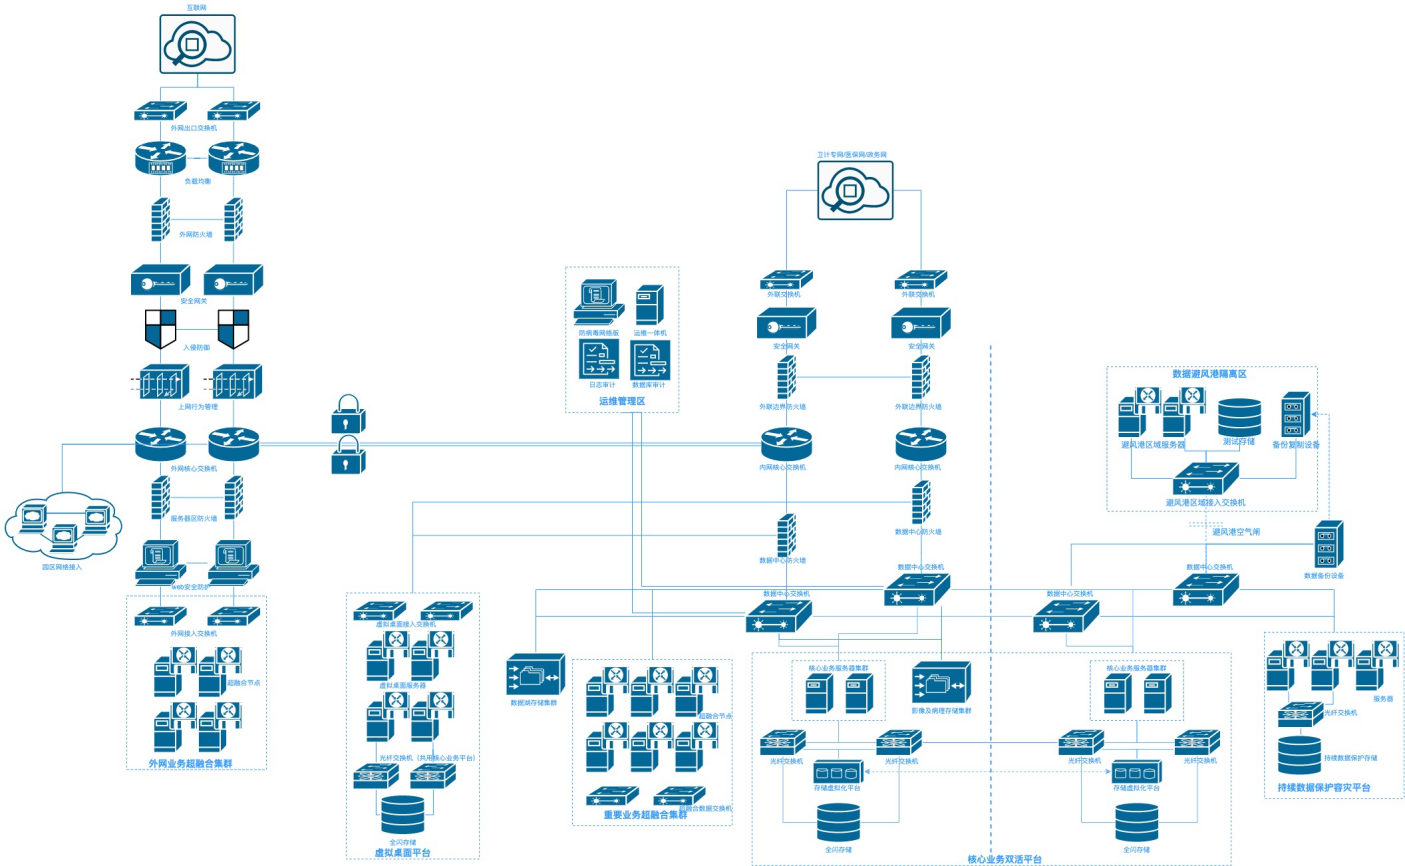 互联网
外网出口交换机
负载均衡
外网防火墙
安全网关
入侵防御
上网行为管理
外网核心交换机
服务器区防火墙
园区网络接入
web安全防护
外网接入交换机
超融合节点
外网业务超融合集群
防病毒网络版
运维一体机
日志审计
数据库审计
运维管理区
卫计专网/医保网/政务网
外联交换机
外联交换机
安全网关
安全网关
外联边界防火墙
外联边界防火墙
内网核心交换机
内网核心交换机
数据中心防火墙
数据中心防火墙
数据中心交换机
数据中心交换机
数据中心交换机
数据中心交换机
虚拟桌面接入交换机
虚拟桌面服务器
光纤交换机（共用核心业务平台）
全闪存储
虚拟桌面平台
数据湖存储集群
超融合节点
超融合数据交换机
重要业务超融合集群
核心业务服务器集群
影像及病理存储集群
核心业务服务器集群
光纤交换机
光纤交换机
光纤交换机
光纤交换机
存储虚拟化平台
存储虚拟化平台
全闪存储
全闪存储
核心业务双活平台
数据避风港隔离区
避风港区域服务器
测试存储
备份复制设备
避风港区域接入交换机
避风港空气闸
数据备份设备
服务器
光纤交换机
持续数据保护存储
持续数据保护容灾平台